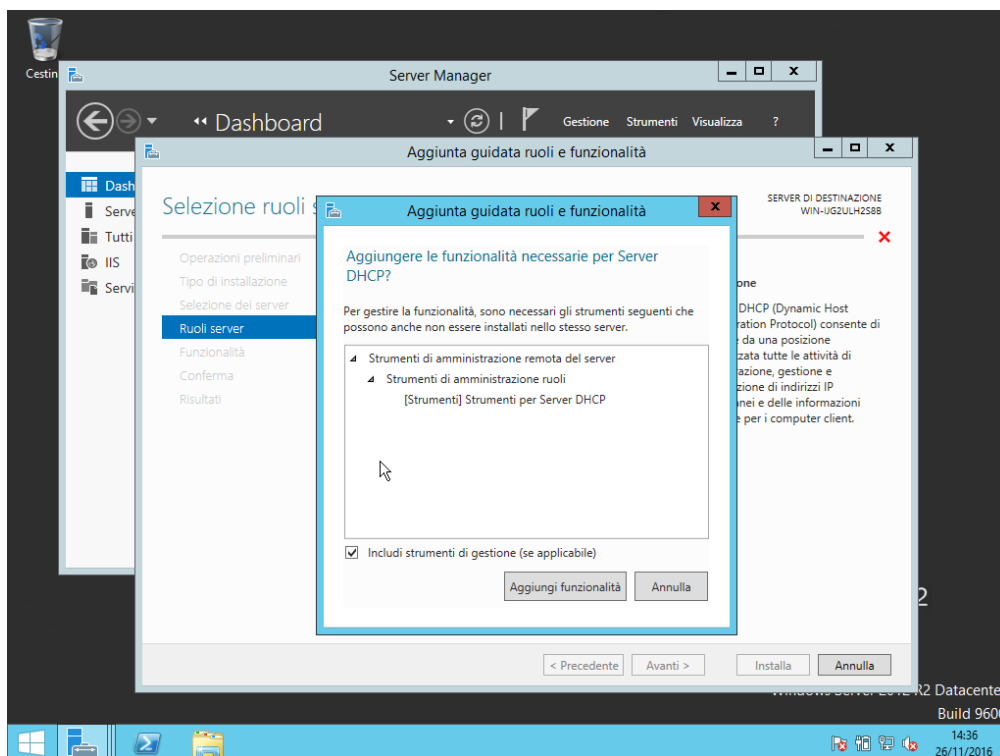 Cestin
Server Manager
Dashboard
Gestione Strumenti Visualizza ?
Dash
Serve
Tutti
IIS
Servi
Aggiunta guidata ruoli e funzionalità
Selezione ruoli s
SERVER DI DESTINAZIONE
WIN-IJG2ULH2S8B
Operazioni preliminari
Tipo di installazione
Selezione dei server
Ruoli server
Funzionalità
Conferma
Risultati
Aggiunta guidata ruoli e funzionalità
Aggiungere le funzionalità necessarie per Server
DHCP?
Per gestire la funzionalità, sono necessari gli strumenti seguenti che
possono anche non essere installati nello stesso server.
Strumenti di amministrazione remota del server
Strumenti di amministrazione ruoli
[Strumenti] Strumenti per Server DHCP
Includi strumenti di gestione (se applicabile)
Aggiungi funzionalità Annulla
one
DHCP (Dynamic Host
ration Protocol) consente di
da una posizione
zata tutte le attività di
razione, gestione e
zione di indirizzi IP
anei e delle informazioni
e per i computer client.
< Precedente Avanti > Installa Annulla
2
R2 Datacente
Build 960
14:36
26/11/2016